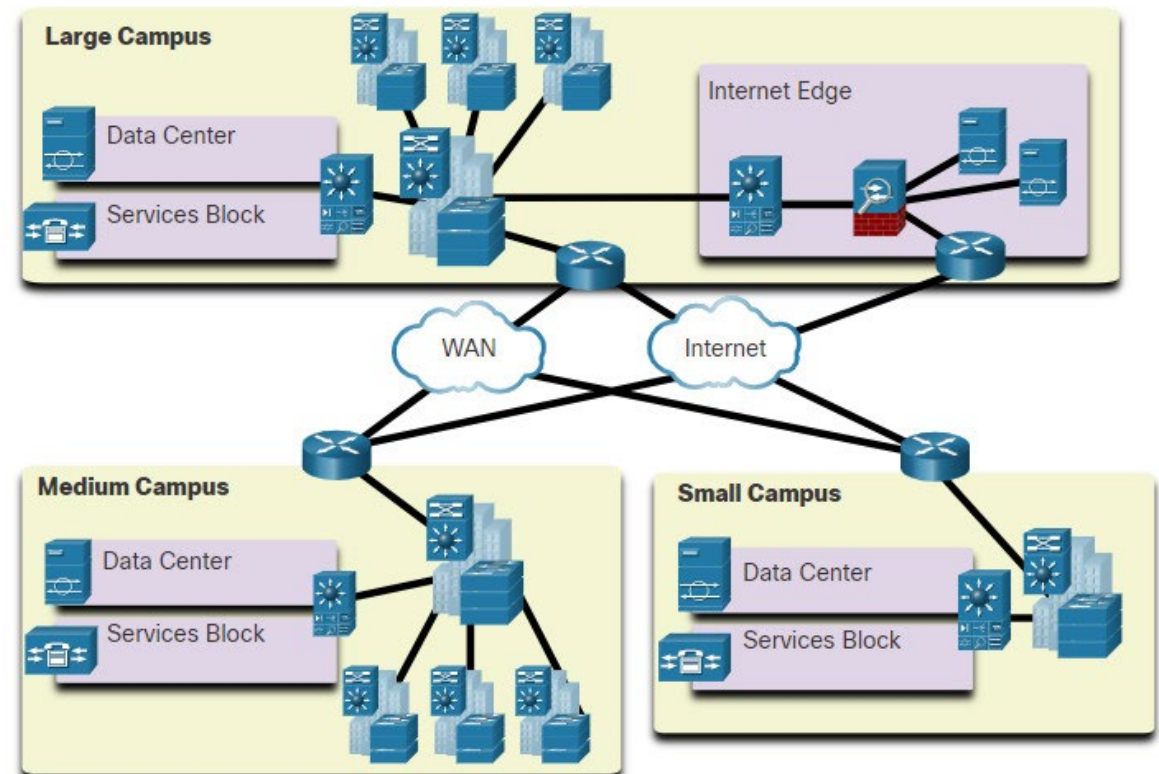 Large Campus
Data Center
Services Block
Internet Edge
WAN
Internet
Medium Campus
Data Center
Services Block
Small Campus
Data Center
Services Block